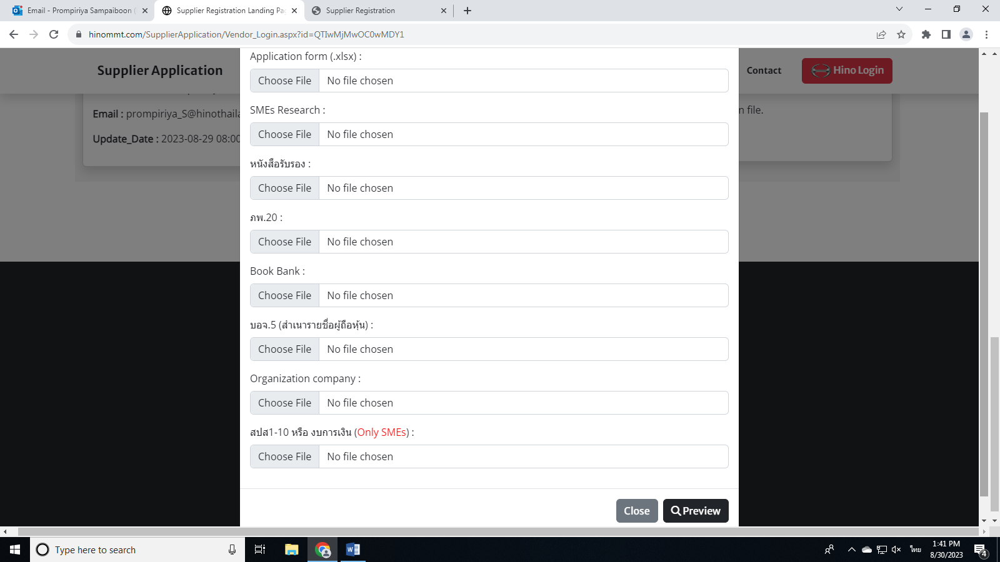 Email - Prompiriya Sampaiboon
Supplier Registration Landing Pa
Supplier Registration
hinommt.com/SupplierApplication/Vendor_Login.aspx?id=QTIwMjMwOC0wMDY1
Supplier Application
Contact
Hino Login
Email : prompiriya_S@hinothaila
n file.
Update_Date : 2023-08-29 08:00
Application form (.xlsx) :
Choose File No file chosen
SMEs Research :
Choose File No file chosen
หนังสือรับรอง :
Choose File No file chosen
ภพ.20 :
Choose File No file chosen
Book Bank :
Choose File No file chosen
บอจ.5 (สำเนารายชื่อผู้ถือหุ้น) :
Choose File No file chosen
Organization company :
Choose File No file chosen
สปส1-10 หรือ งบการเงิน (Only SMEs) :
Choose File No file chosen
Close
Preview
Type here to search
ไทย
1:41 PM
8/30/2023
4